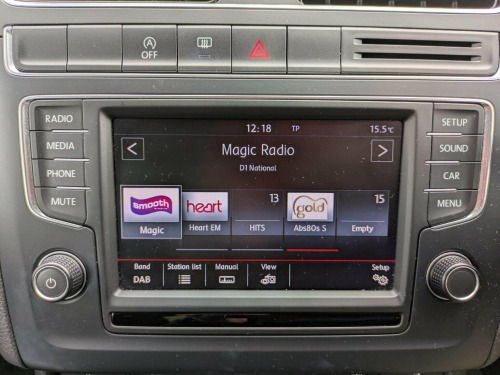 OFF
RADIO
MEDIA
PHONE
MUTE
SETUP
SOUND
CAR
MENU
12:18 TP 15.5°C
< Magic Radio >
D1 National
smooth heart 13 gold 15
Magic Heart EM HITS Abs80s S Empty
Band Station list Manual View Setup
DAB